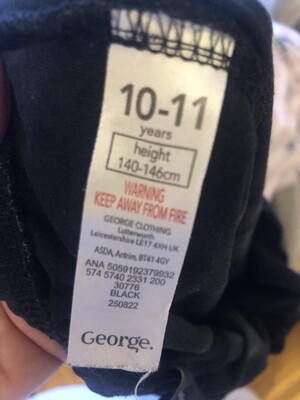 10-11
years
height
140-146cm
WARNING
KEEP AWAY FROM FIRE
GEORGE CLOTHING
Lutterworth
Leicestershire LE17 4XH UK
ASDA, Antrim, BT41 4GY
ANA 5059192379932
574 5740 2331 200
30776
BLACK
250822
George.